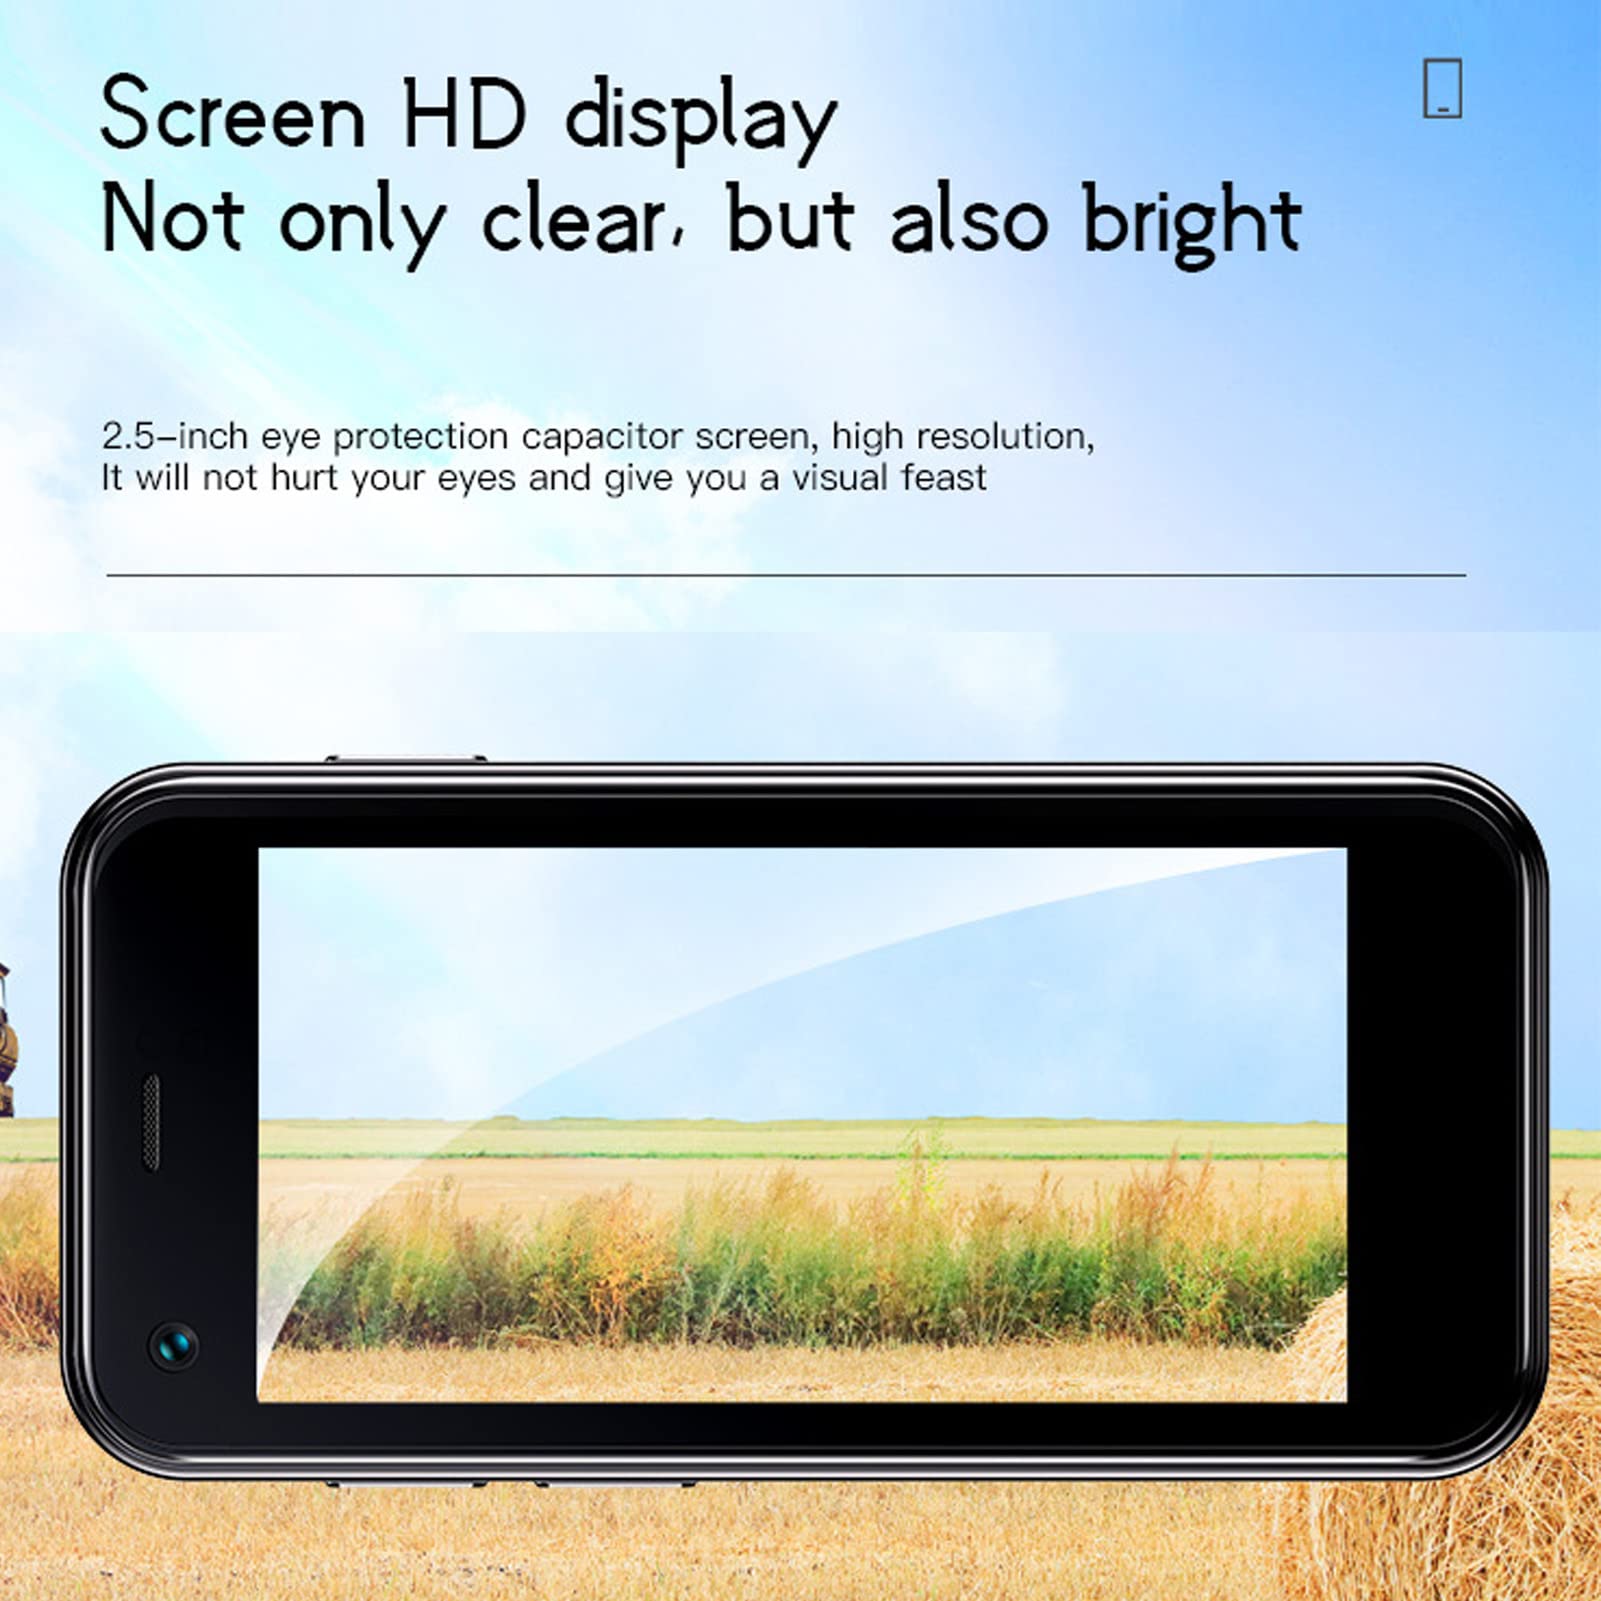 Screen HD display
Not only clear, but also bright
2.5-inch eye protection capacitor screen, high resolution,
It will not hurt your eyes and give you a visual feast